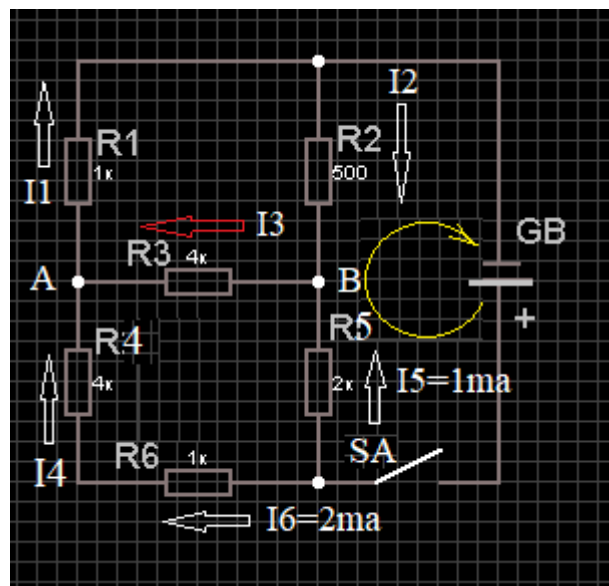 I2
R1
R2
1к
500
I1
I3
GB
R3
4к
A
B
+
R4
R5
4к
2к
I5=1ma
I4
R6
1к
SA
I6=2ma